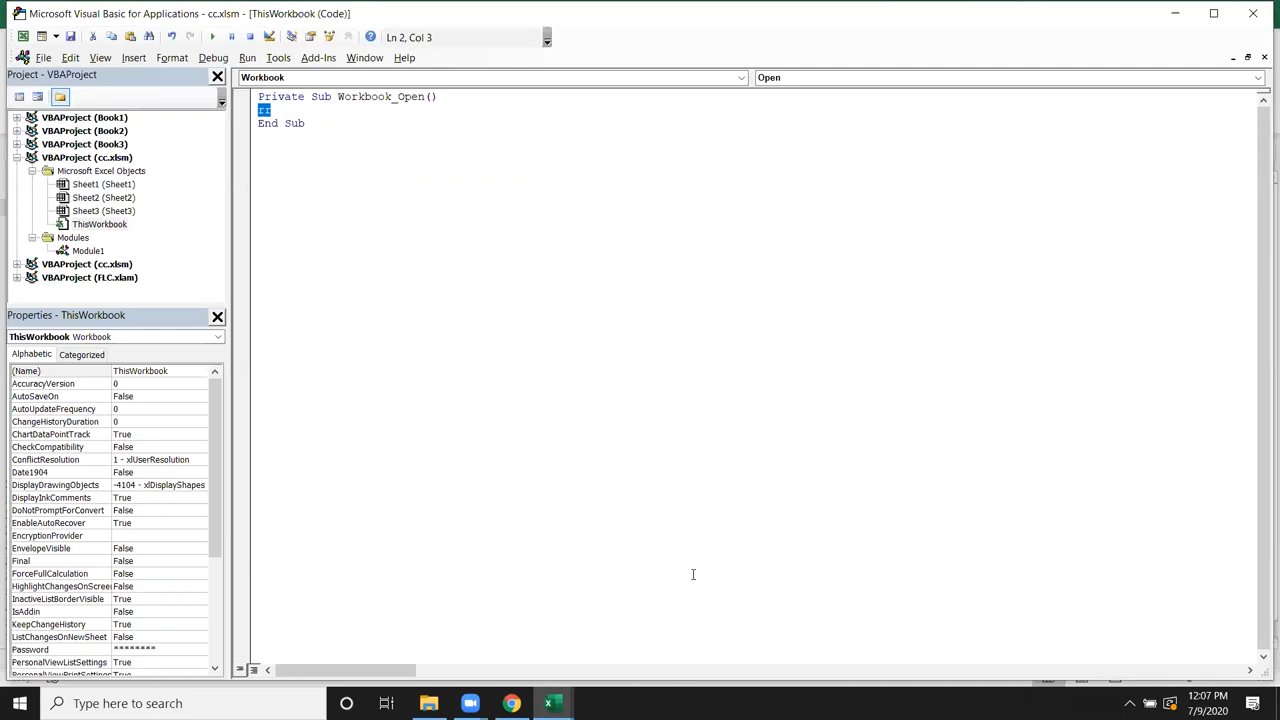 Microsoft Visual Basic for Applications - cc.xlsm - [ThisWorkbook (Code)]
Ln 2, Col 3
File Edit View Insert Format Debug Run Tools Add-Ins Window Help
Project - VBAProject
Workbook
Open
VBAProject (Book1)
VBAProject (Book2)
VBAProject (Book3)
VBAProject (cc.xlsm)
Microsoft Excel Objects
Sheet1 (Sheet1)
Sheet2 (Sheet2)
Sheet3 (Sheet3)
ThisWorkbook
Modules
Module1
VBAProject (cc.xlsm)
VBAProject (FLC.xlam)
Private Sub Workbook_Open()
rr
End Sub
Properties - ThisWorkbook
ThisWorkbook Workbook
Alphabetic Categorized
(Name) ThisWorkbook
AccuracyVersion 0
AutoSaveOn False
AutoUpdateFrequency 0
ChangeHistoryDuration 0
ChartDataPointTrack True
CheckCompatibility False
ConflictResolution 1 - xlUserResolution
Date1904 False
DisplayDrawingObjects -4104 - xlDisplayShapes
DisplayInkComments True
DoNotPromptForConvert False
EnableAutoRecover True
EncryptionProvider
EnvelopeVisible False
Final False
ForceFullCalculation False
HighlightChangesOnScreen False
InactiveListBorderVisible True
IsAddin False
KeepChangeHistory True
ListChangesOnNewSheet False
Password ********
PersonalViewListSettings True
PersonalViewPrintSettings True
Type here to search
12:07 PM
7/9/2020